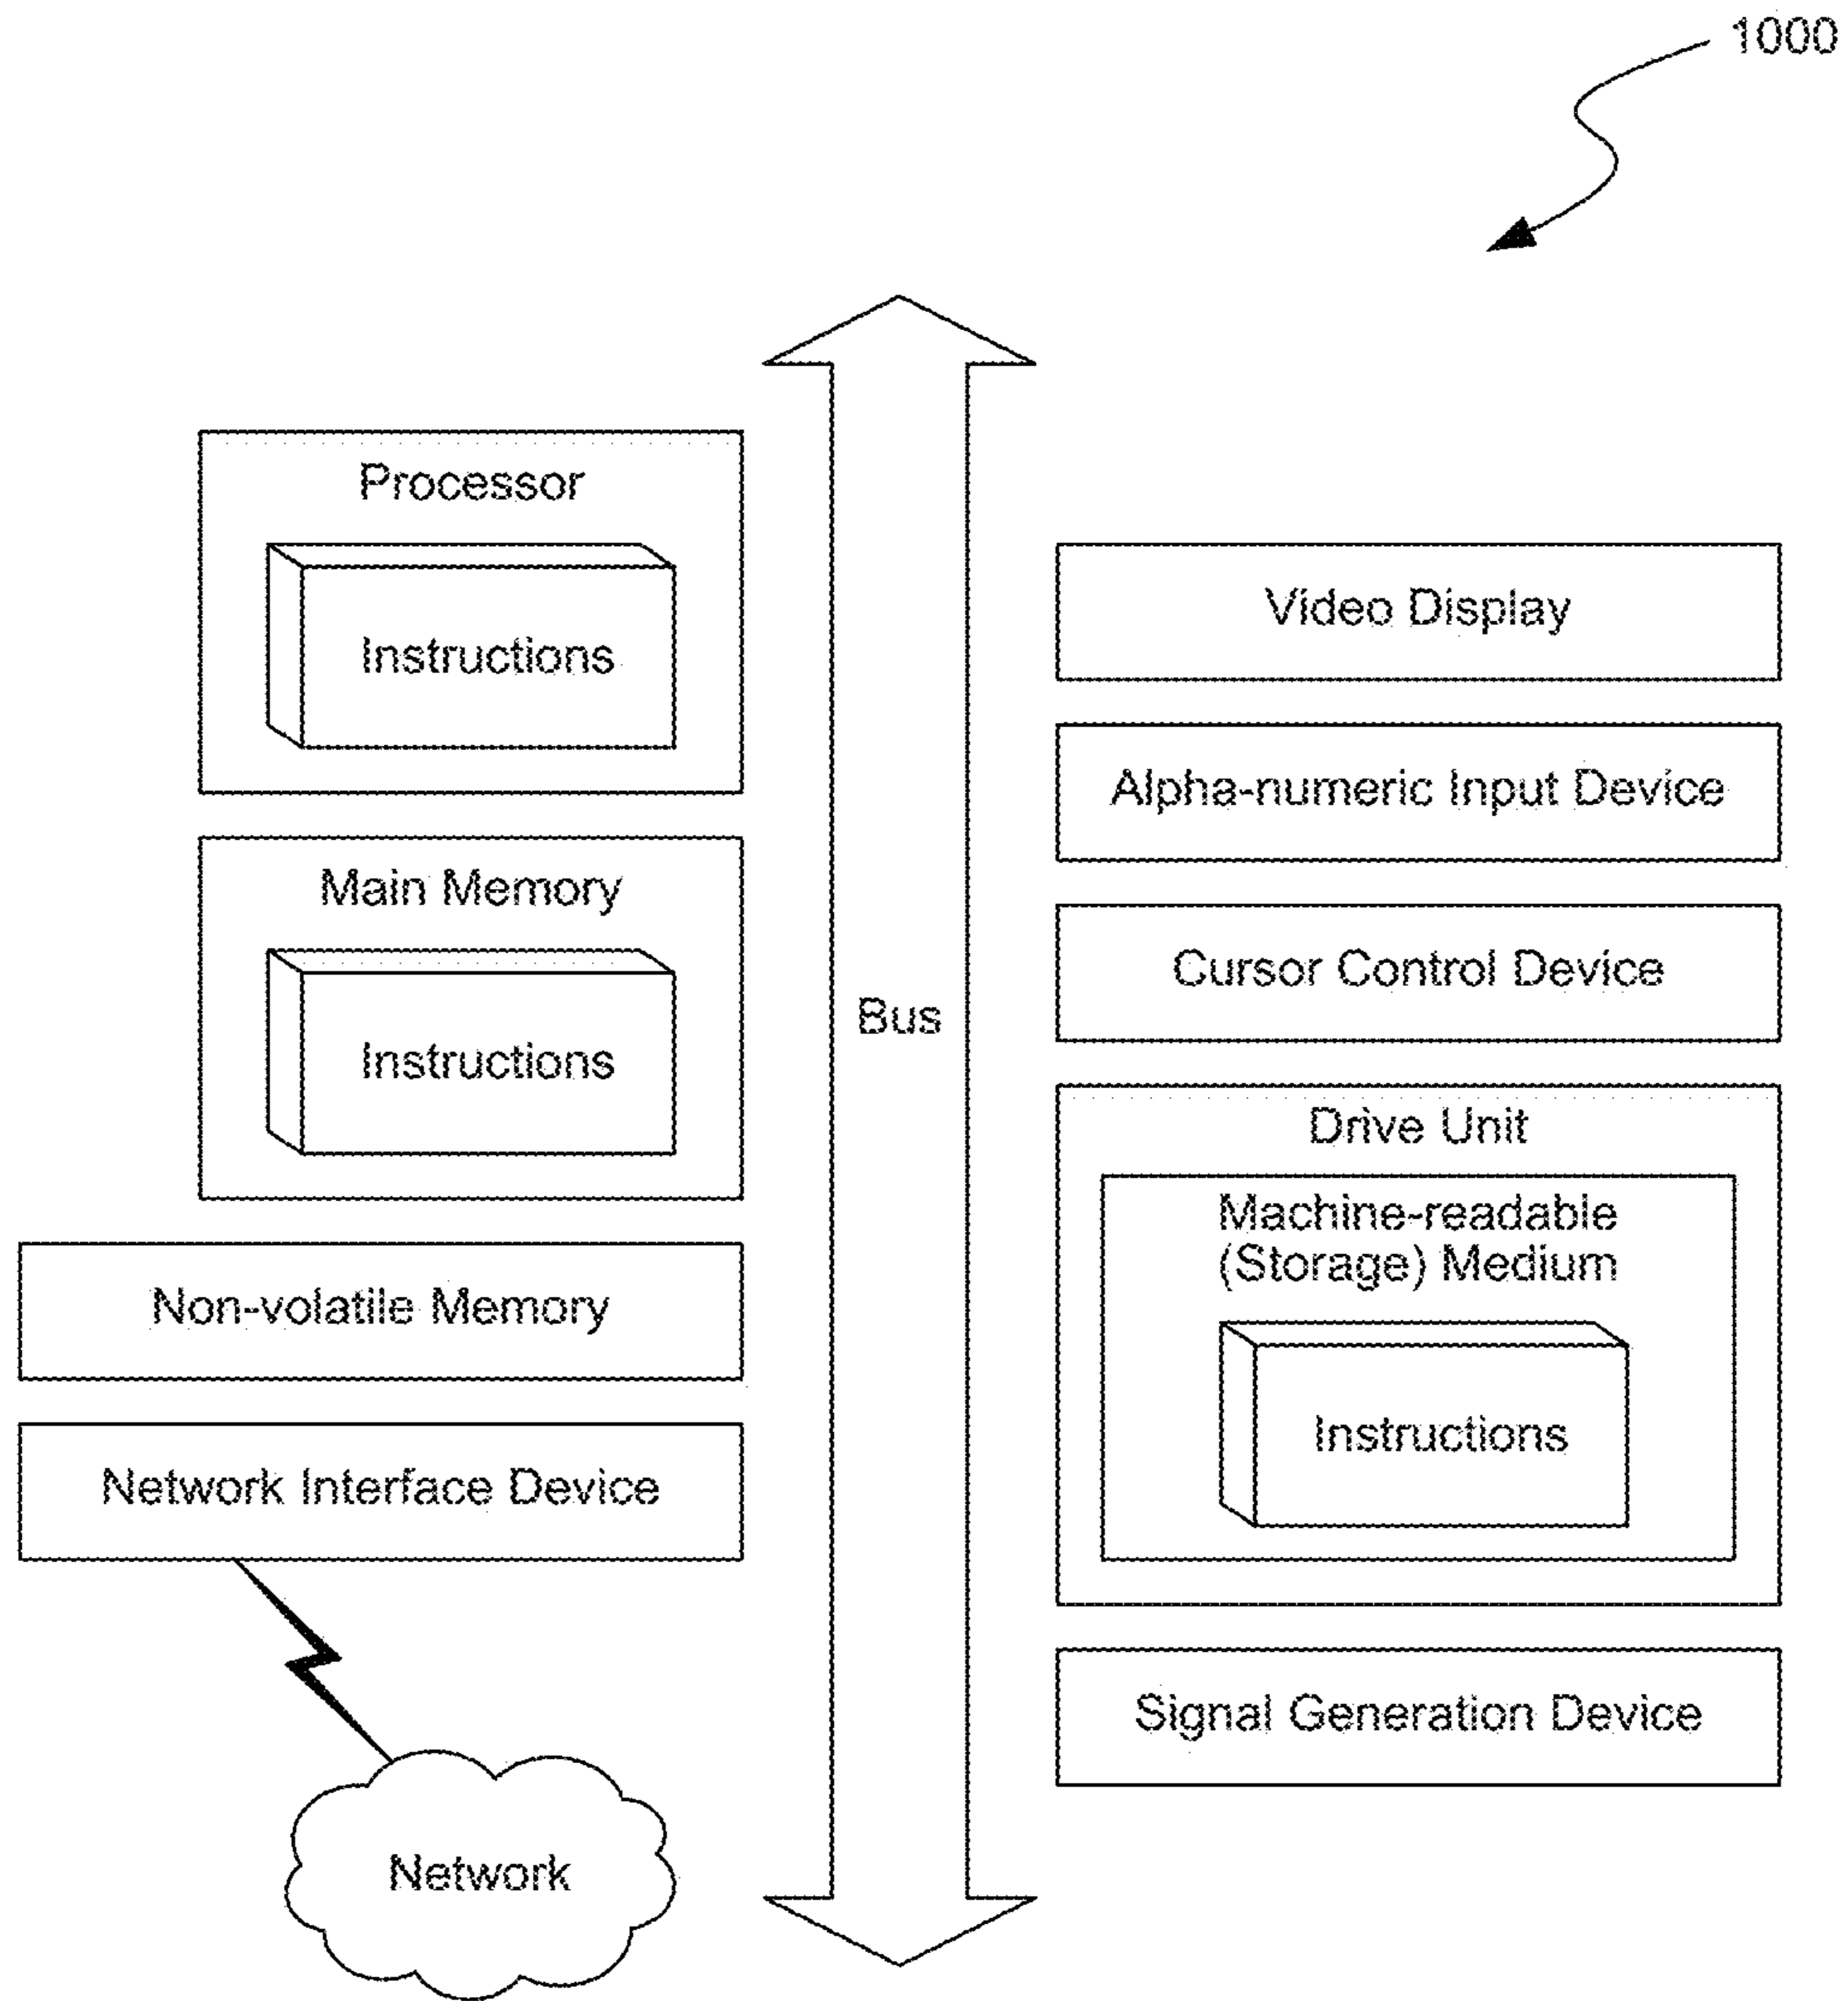 1000
Processor
Instructions
Main Memory
Instructions
Non-volatile Memory
Network Interface Device
Network
Bus
Video Display
Alpha-numeric Input Device
Cursor Control Device
Drive Unit
Machine-readable
(Storage) Medium
Instructions
Signal Generation Device